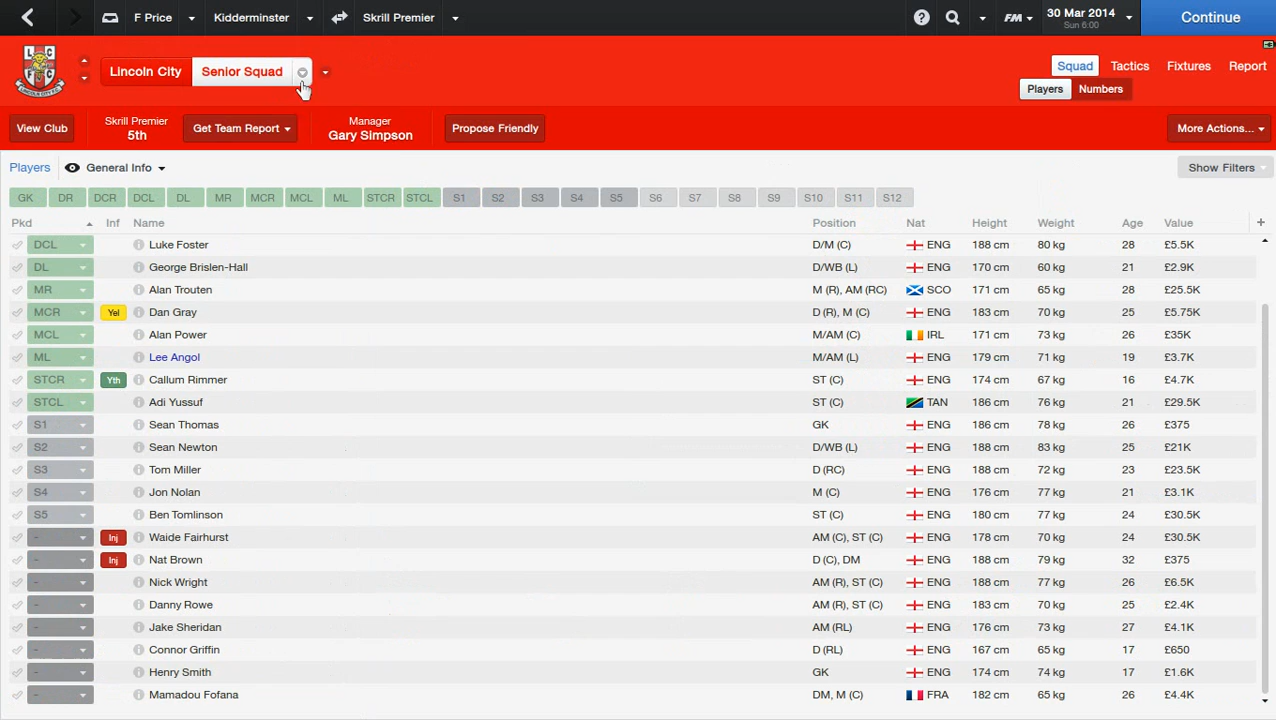 F Price Kidderminster Skrill Premier ? FM 30 Mar 2014 Continue
Sun 6:00
L C
F C
Lincoln City Senior Squad Squad Tactics Fixtures Report
Players Numbers
View Club Skrill Premier 5th Get Team Report Manager Gary Simpson Propose Friendly More Actions...
Players General Info Show Filters
GK DR DCR DCL DL MR MCR MCL ML STCR STCL S1 S2 S3 S4 S5 S6 S7 S8 S9 S10 S11 S12
Pkd Inf Name Position Nat Height Weight Age Value +
DCL i Luke Foster D/M (C) ENG 188 cm 80 kg 28 £5.5K
DL i George Brislen-Hall D/WB (L) ENG 170 cm 60 kg 21 £2.9K
MR i Alan Trouten M (R), AM (RC) SCO 171 cm 65 kg 28 £25.5K
MCR Yel i Dan Gray D (R), M (C) ENG 183 cm 70 kg 25 £5.75K
MCL i Alan Power M/AM (C) IRL 171 cm 73 kg 26 £35K
ML i Lee Angol M/AM (L) ENG 179 cm 71 kg 19 £3.7K
STCR Yth i Callum Rimmer ST (C) ENG 174 cm 67 kg 16 £4.7K
STCL i Adi Yussuf ST (C) TAN 186 cm 76 kg 21 £29.5K
S1 i Sean Thomas GK ENG 186 cm 78 kg 26 £375
S2 i Sean Newton D/WB (L) ENG 188 cm 83 kg 25 £21K
S3 i Tom Miller D (RC) ENG 188 cm 72 kg 23 £23.5K
S4 i Jon Nolan M (C) ENG 176 cm 77 kg 21 £3.1K
S5 i Ben Tomlinson ST (C) ENG 180 cm 77 kg 24 £30.5K
- Inj i Waide Fairhurst AM (C), ST (C) ENG 178 cm 70 kg 24 £30.5K
- Inj i Nat Brown D (C), DM ENG 188 cm 79 kg 32 £375
- i Nick Wright AM (R), ST (C) ENG 188 cm 77 kg 26 £6.5K
- i Danny Rowe AM (R), ST (C) ENG 183 cm 70 kg 25 £2.4K
- i Jake Sheridan AM (RL) ENG 176 cm 73 kg 27 £4.1K
- i Connor Griffin D (RL) ENG 167 cm 65 kg 17 £650
- i Henry Smith GK ENG 174 cm 74 kg 17 £1.6K
- i Mamadou Fofana DM, M (C) FRA 182 cm 65 kg 26 £4.4K